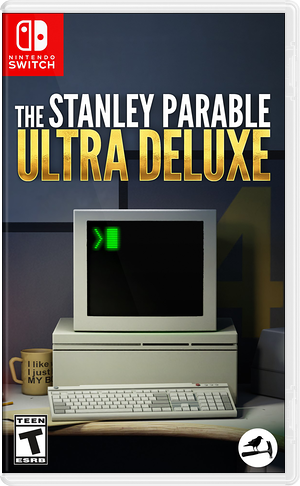 NINTENDO
SWITCH
THE STANLEY PARABLE
ULTRA DELUXE
I like
I just
MY B
TEEN
T
ESRB